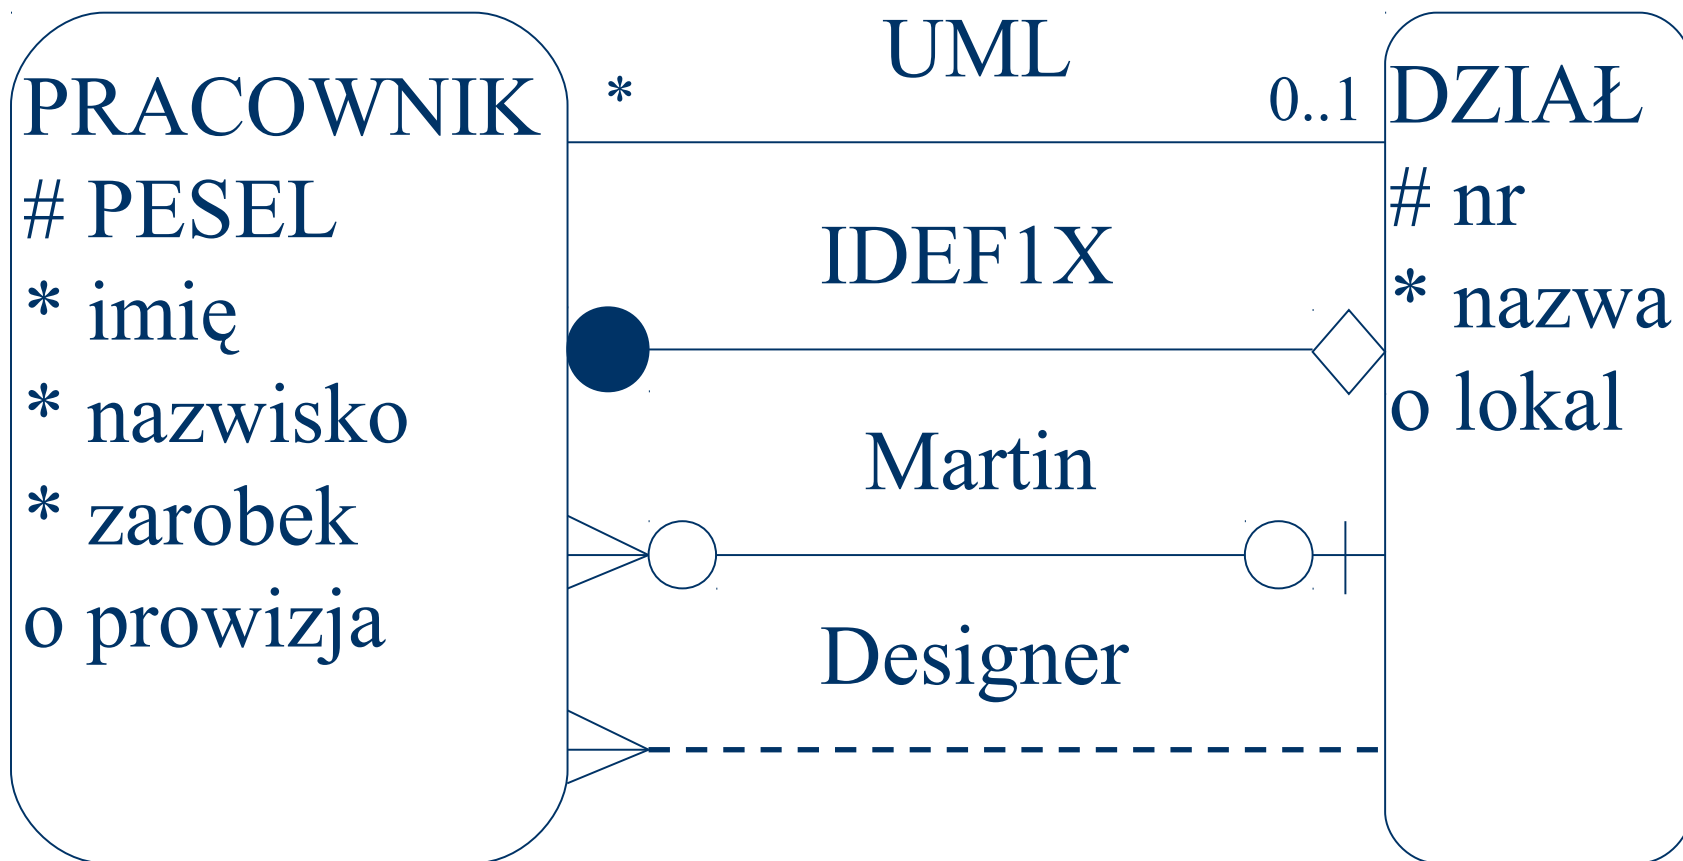 PRACOWNIK
# PESEL
* imię
* nazwisko
* zarobek
o prowizja
UML
* 0..1
IDEF1X
Martin
Designer
DZIAŁ
# nr
* nazwa
o lokal